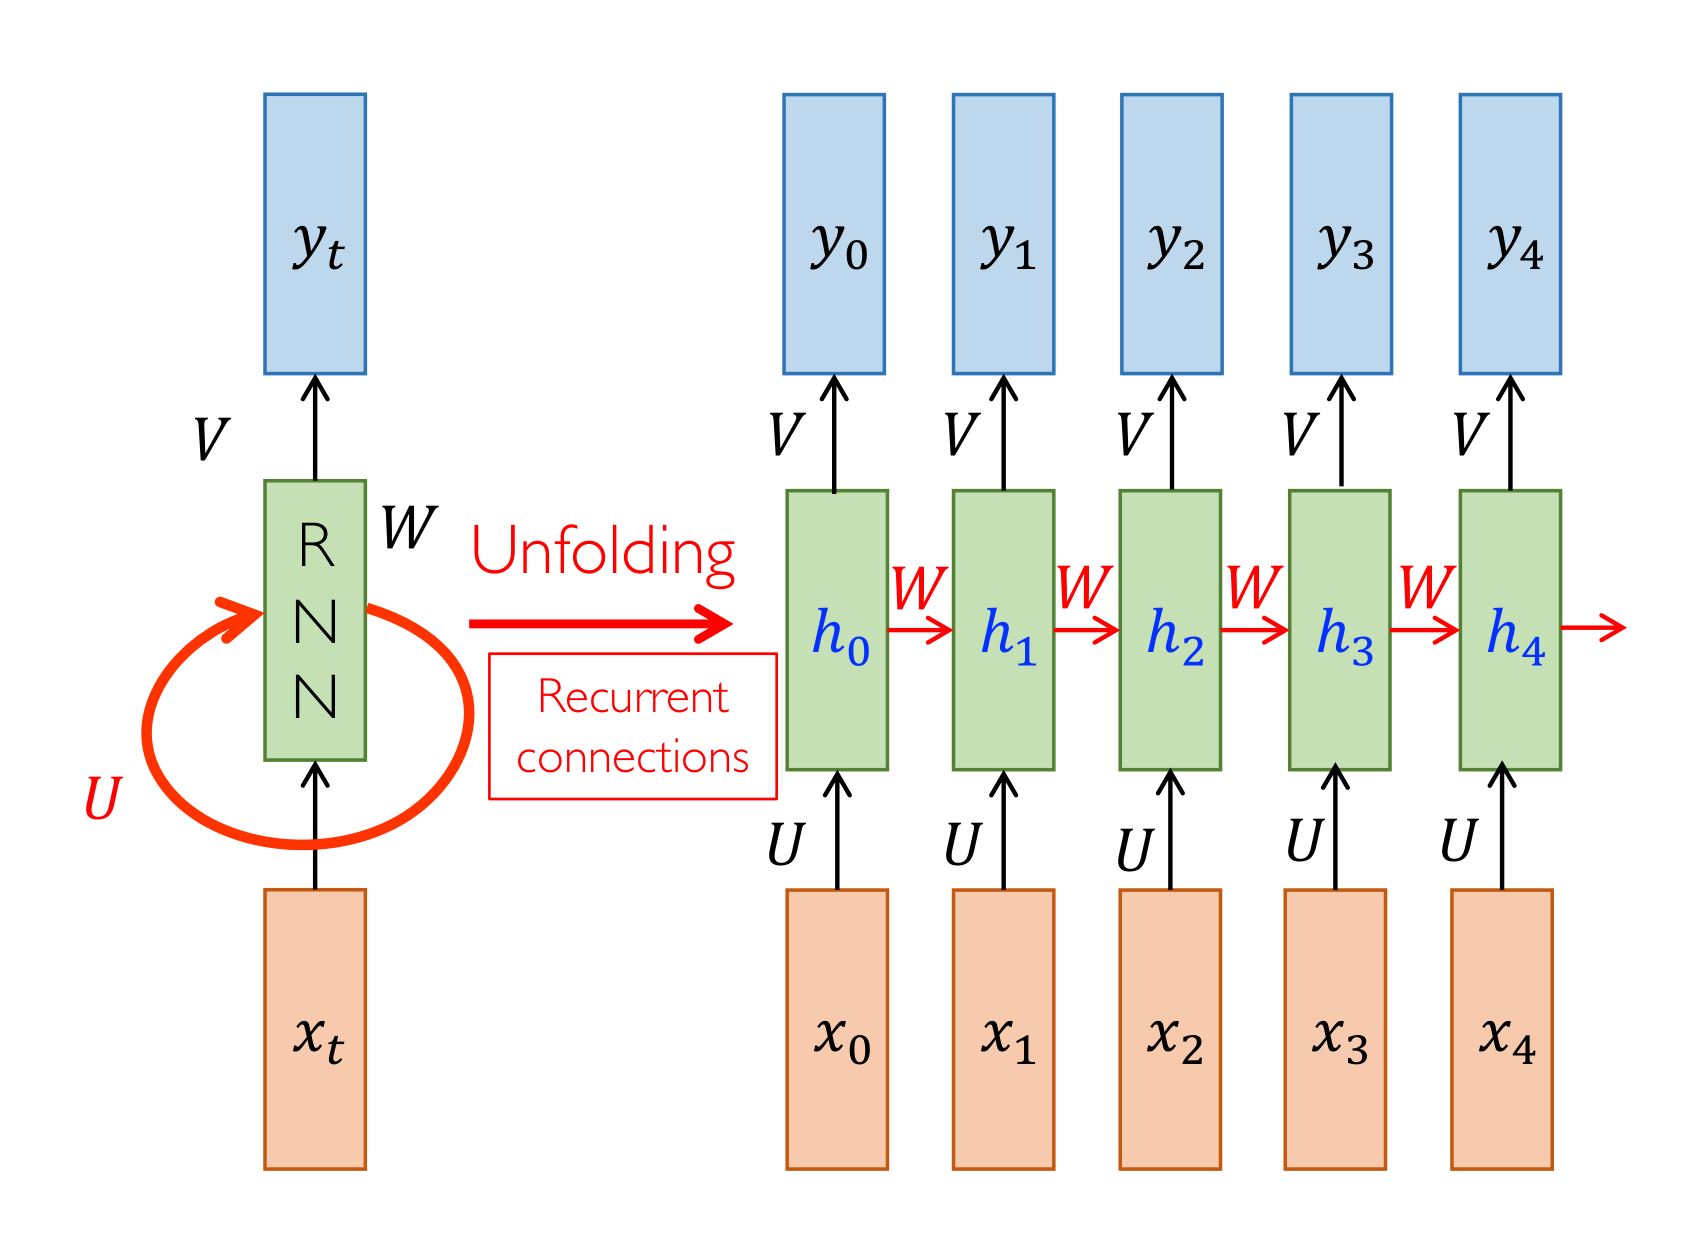 y_t
V
R
N
N
W
U
x_t
Unfolding
Recurrent
connections
y_0 y_1 y_2 y_3 y_4
V V V V V
W W W W
h_0 h_1 h_2 h_3 h_4
U U U U U
x_0 x_1 x_2 x_3 x_4